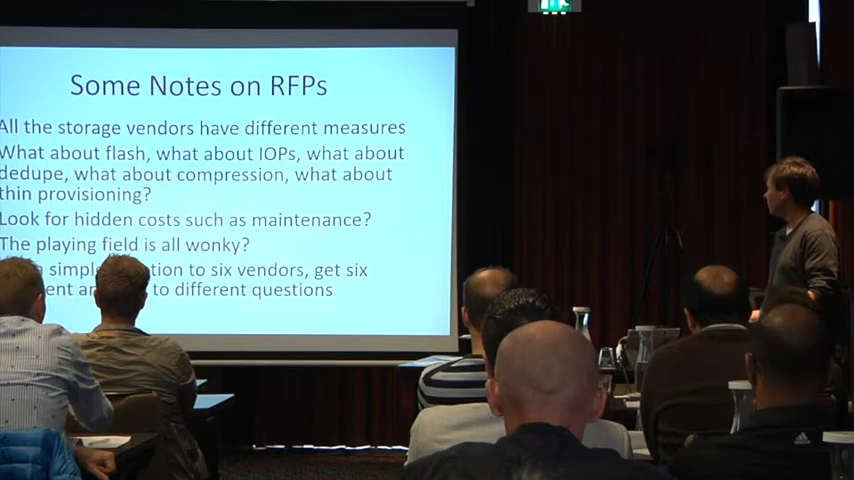 Some Notes on RFPs
All the storage vendors have different measures
What about flash, what about IOPs, what about
dedupe, what about compression, what about
thin provisioning?
Look for hidden costs such as maintenance?
The playing field is all wonky?
simple to six vendors, get six
to different questions